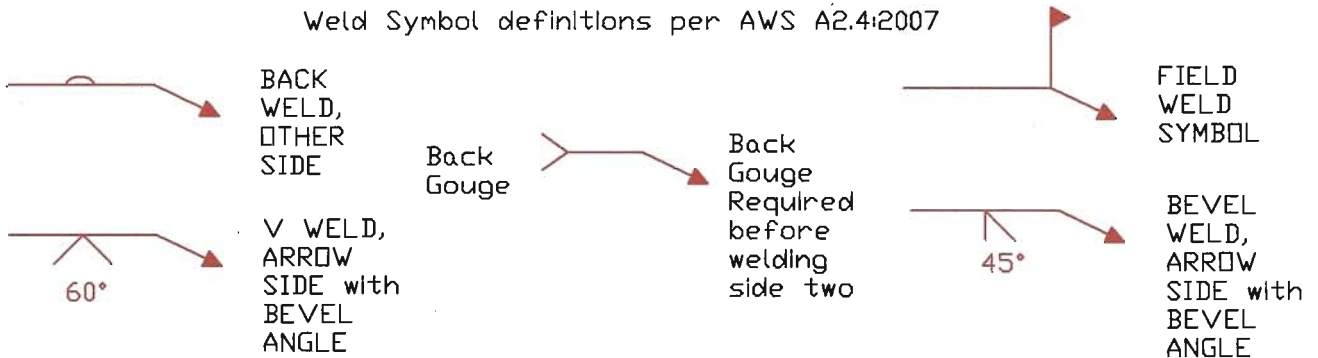 Weld Symbol definitions per AWS A2.4:2007
BACK
WELD,
OTHER
SIDE
V WELD,
ARROW
SIDE with
BEVEL
ANGLE
60°
Back
Gouge
Back
Gouge
Required
before
welding
side two
FIELD
WELD
SYMBOL
BEVEL
WELD,
ARROW
SIDE with
BEVEL
ANGLE
45°